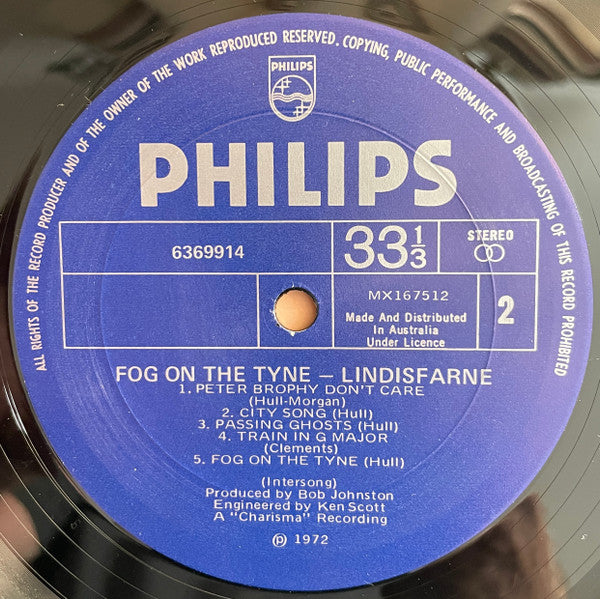 ALL RIGHTS OF THE RECORD PRODUCER AND OF THE OWNER OF THE WORK REPRODUCED RESERVED. COPYING, PUBLIC PERFORMANCE AND BROADCASTING OF THIS RECORD PROHIBITED
PHILIPS
PHILIPS
6369914
33 1/3
STEREO
MX167512
Made And Distributed
In Australia
Under Licence
2
FOG ON THE TYNE – LINDISFARNE
1. PETER BROPHY DON'T CARE
(Hull-Morgan)
2. CITY SONG (Hull)
3. PASSING GHOSTS (Hull)
4. TRAIN IN G MAJOR
(Clements)
5. FOG ON THE TYNE (Hull)
(Intersong)
Produced by Bob Johnston
Engineered by Ken Scott
A "Charisma" Recording
℗ 1972